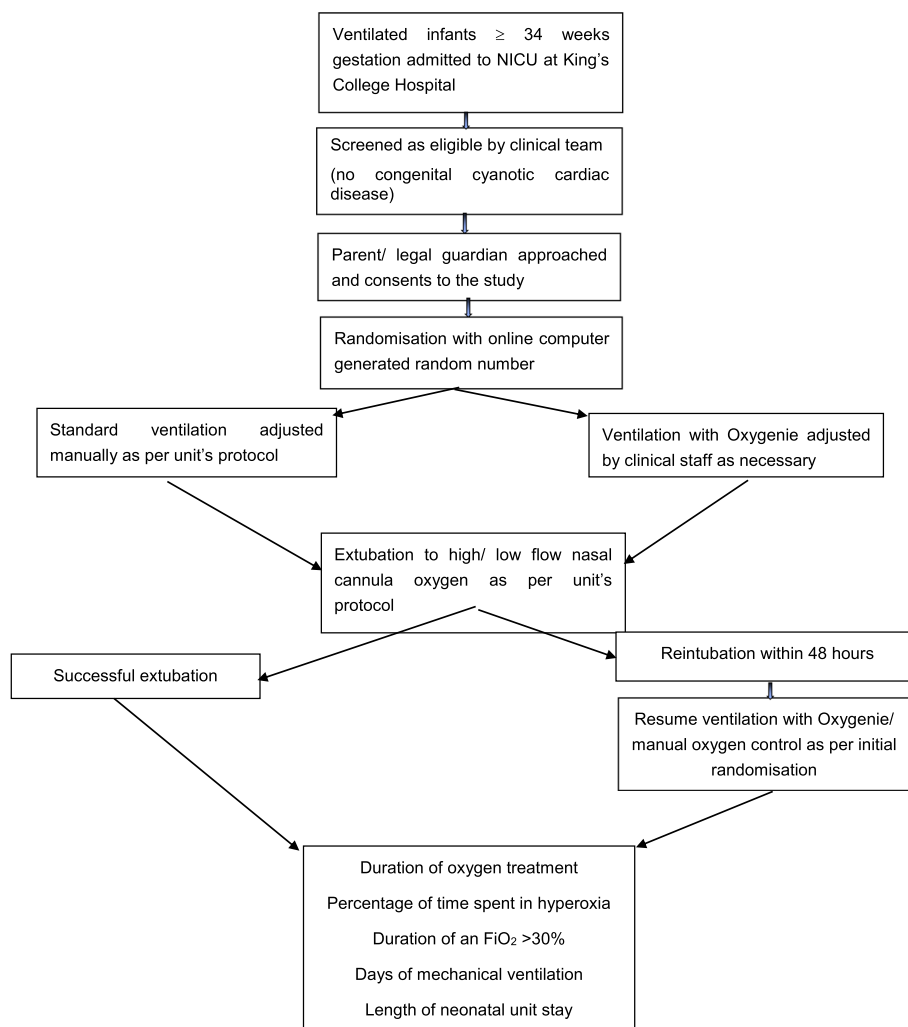 Ventilated infants ≥ 34 weeks
gestation admitted to NICU at King’s
College Hospital
Screened as eligible by clinical team
(no congenital cyanotic cardiac
disease)
Parent/ legal guardian approached
and consents to the study
Randomisation with online computer
generated random number
Standard ventilation adjusted
manually as per unit’s protocol
Ventilation with Oxygenie adjusted
by clinical staff as necessary
Extubation to high/ low flow nasal
cannula oxygen as per unit’s
protocol
Successful extubation
Reintubation within 48 hours
Resume ventilation with Oxygenie/
manual oxygen control as per initial
randomisation
Duration of oxygen treatment
Percentage of time spent in hyperoxia
Duration of an FiO₂ >30%
Days of mechanical ventilation
Length of neonatal unit stay